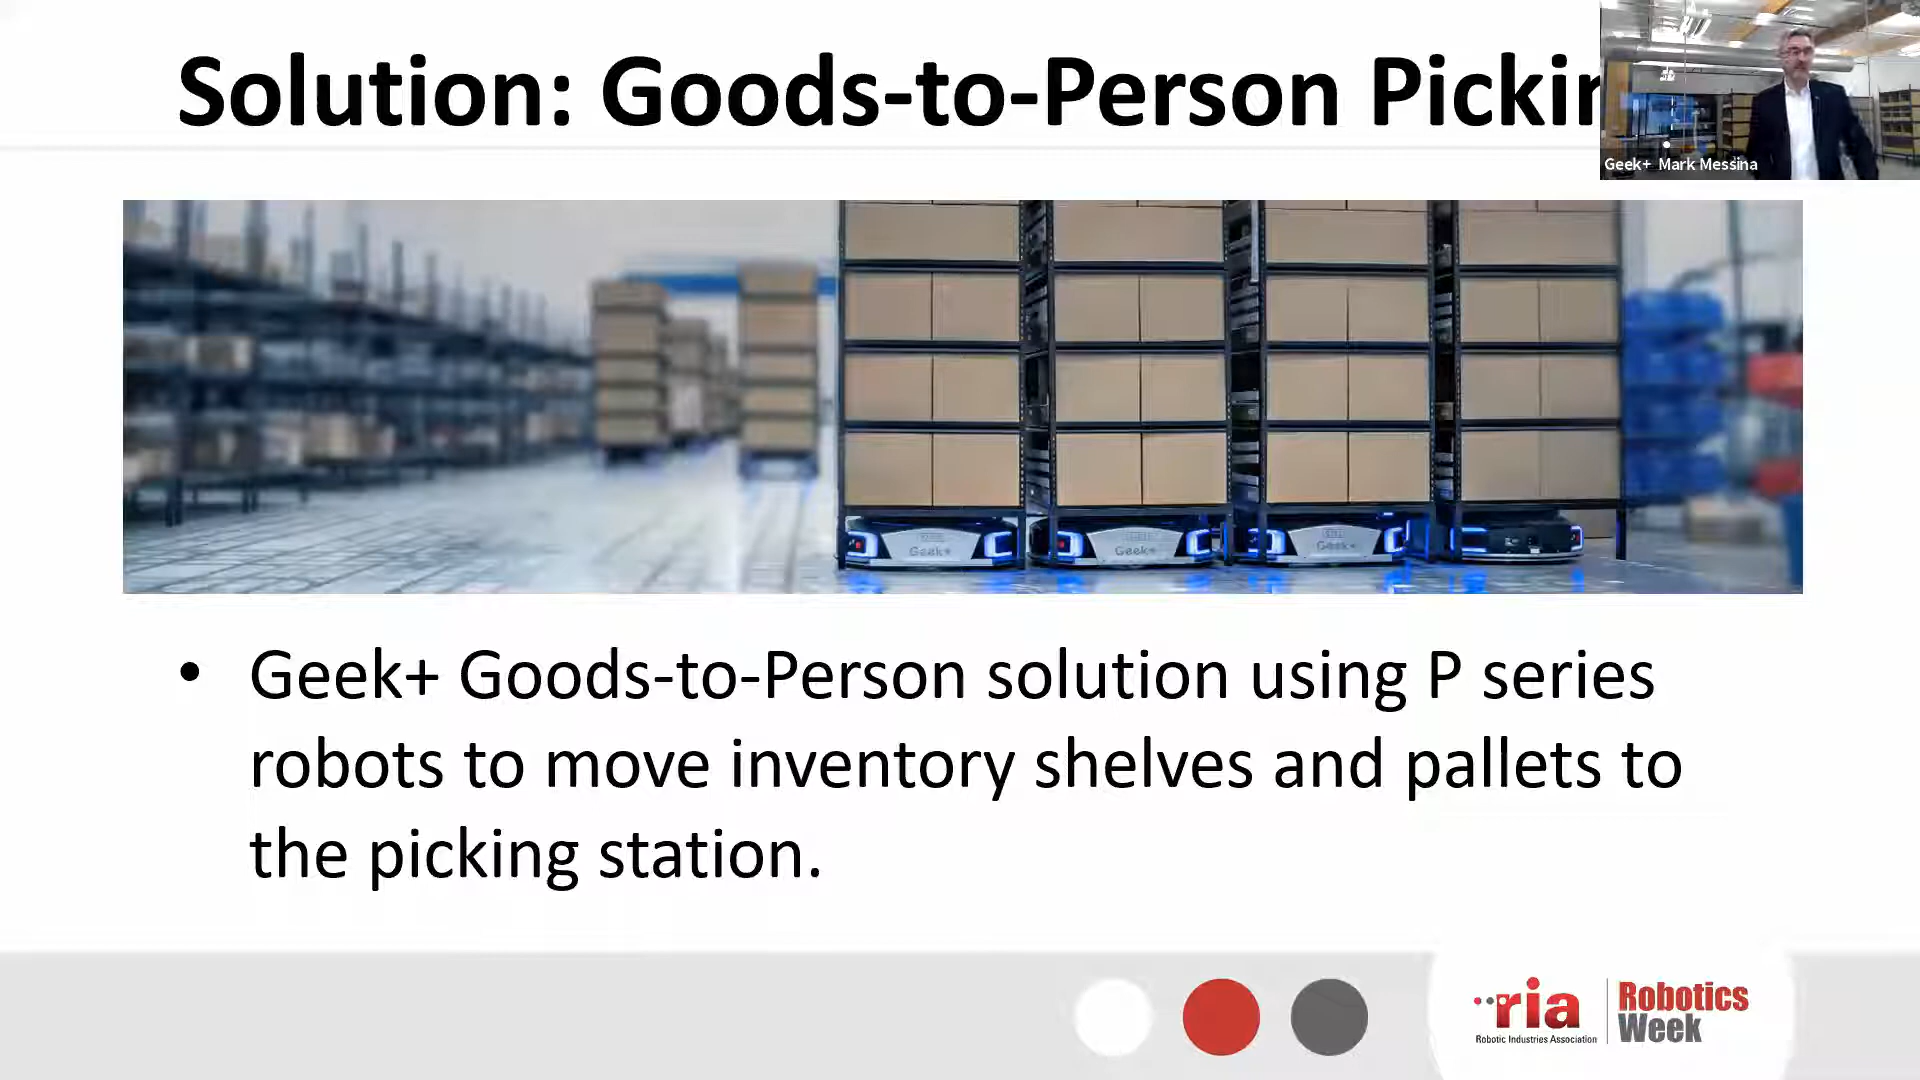 Solution: Goods-to-Person Pickin
Geek+ Mark Messina
Geek+
Geek+
Geek+
• Geek+ Goods-to-Person solution using P series
robots to move inventory shelves and pallets to
the picking station.
ria
Robotic Industries Association
Robotics
Week